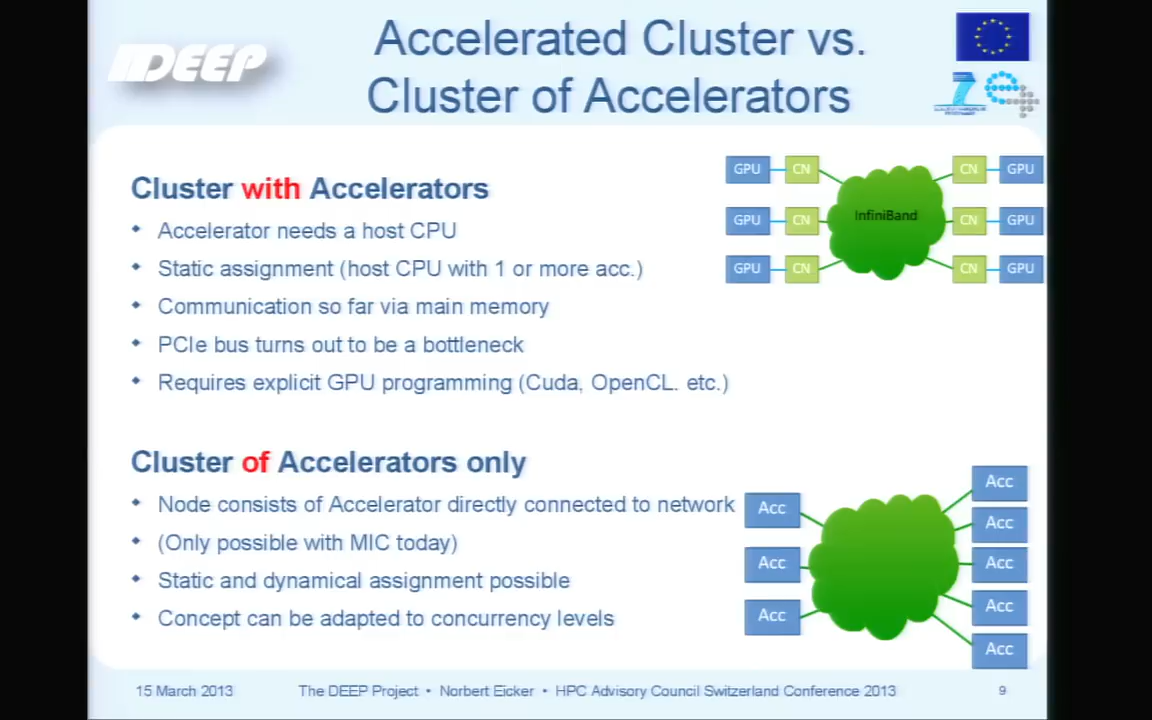 DEEP
Accelerated Cluster vs.
Cluster of Accelerators
Cluster with Accelerators
Accelerator needs a host CPU
Static assignment (host CPU with 1 or more acc.)
Communication so far via main memory
PCIe bus turns out to be a bottleneck
Requires explicit GPU programming (Cuda, OpenCL. etc.)
GPU CN CN GPU
InfiniBand
GPU CN CN GPU
GPU CN CN GPU
Cluster of Accelerators only
Node consists of Accelerator directly connected to network
(Only possible with MIC today)
Static and dynamical assignment possible
Concept can be adapted to concurrency levels
Acc
Acc
Acc
Acc
Acc
Acc
Acc
Acc
15 March 2013
The DEEP Project • Norbert Eicker • HPC Advisory Council Switzerland Conference 2013
9